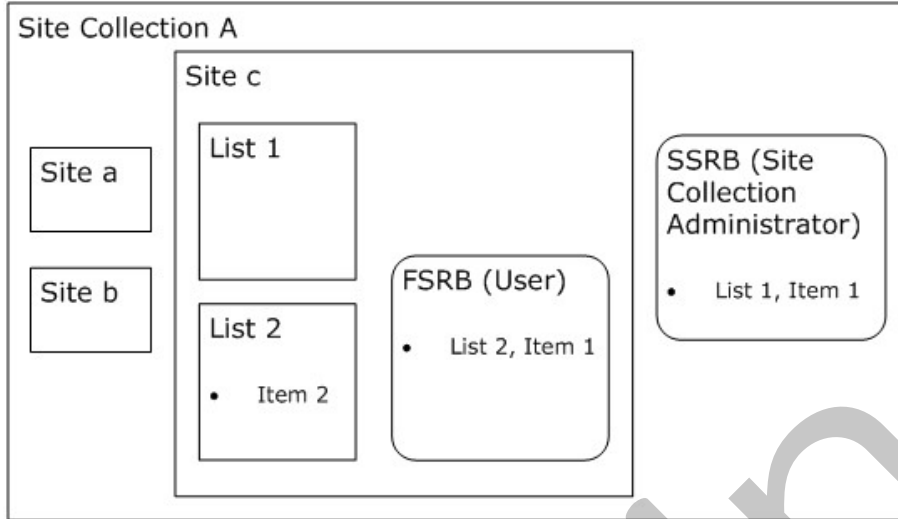 Site Collection A
Site c
List 1
Site a
SSRB (Site
Collection
Administrator)
• List 1, Item 1
Site b
FSRB (User)
• List 2, Item 1
List 2
• Item 2